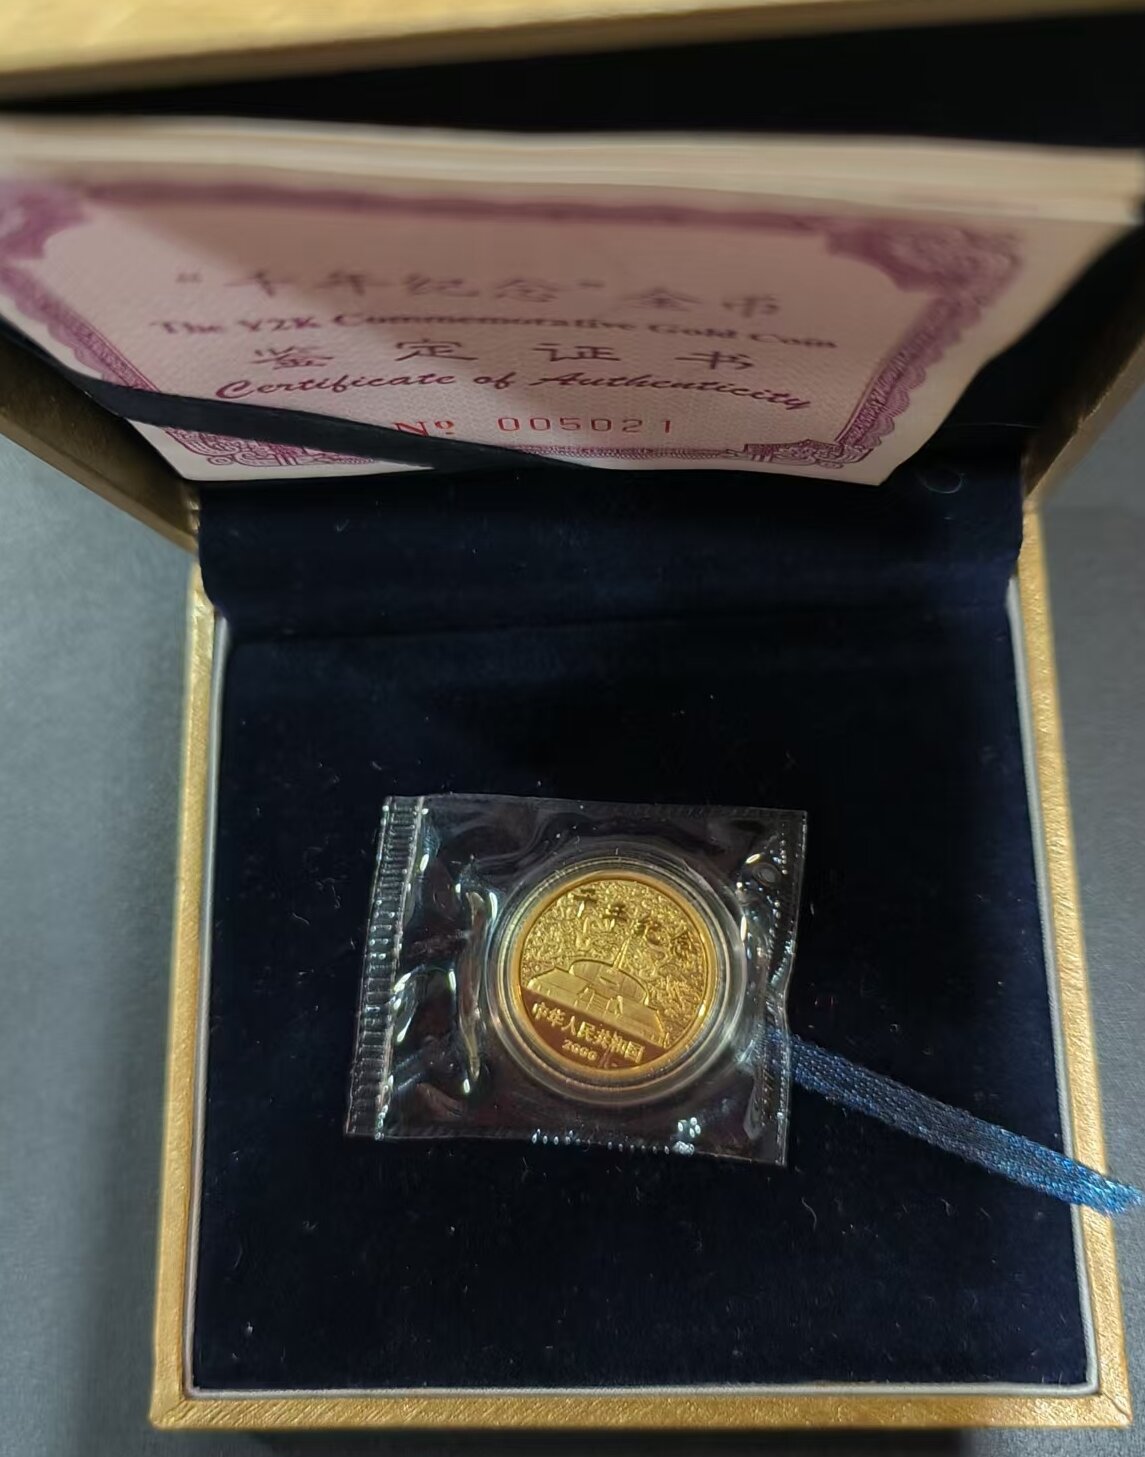 “千年纪念”金币
The Y2K Commemorative Gold Coin
鉴定证书
Certificate of Authenticity
Nº 005021
千年纪念
中华人民共和国
2000